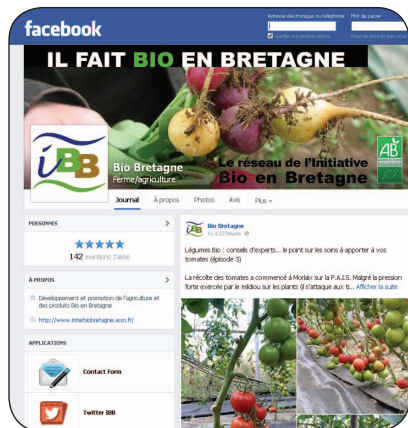 facebook
Adresse électronique ou téléphone
Mot de passe
Garder ma session active
IL FAIT BIO EN BRETAGNE
iBB
Bio Bretagne
Ferme/agriculture
AB
Le réseau de l'Initiative
Bio en Bretagne
Journal
À propos
Photos
Avis
Plus
PERSONNES
142 mentions J'aime
À PROPOS
Développement et promotion de l'agriculture et
des produits Bio en Bretagne
http://www.interbiobretagne.asso.fr/
APPLICATIONS
Contact Form
Twitter IBB
Bio Bretagne
Il y a 23 heures
Légumes Bio : conseils d'experts... le point sur les soins à apporter à vos
tomates (épisode 3)
La récolte des tomates a commencé à Morlaix sur la P.A.I.S. Malgré la pression
forte exercée par le mildiou sur les plants (il s'attaque aux ti... Afficher la suite